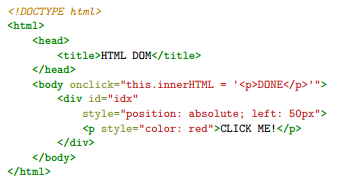 <!DOCTYPE html>
<html>
    <head>
        <title>HTML DOM</title>
    </head>
    <body onclick="this.innerHTML = '<p>DONE</p>'">
        <div id="idx"
            style="position: absolute; left: 50px">
            <p style="color: red">CLICK ME!</p>
        </div>
    </body>
</html>